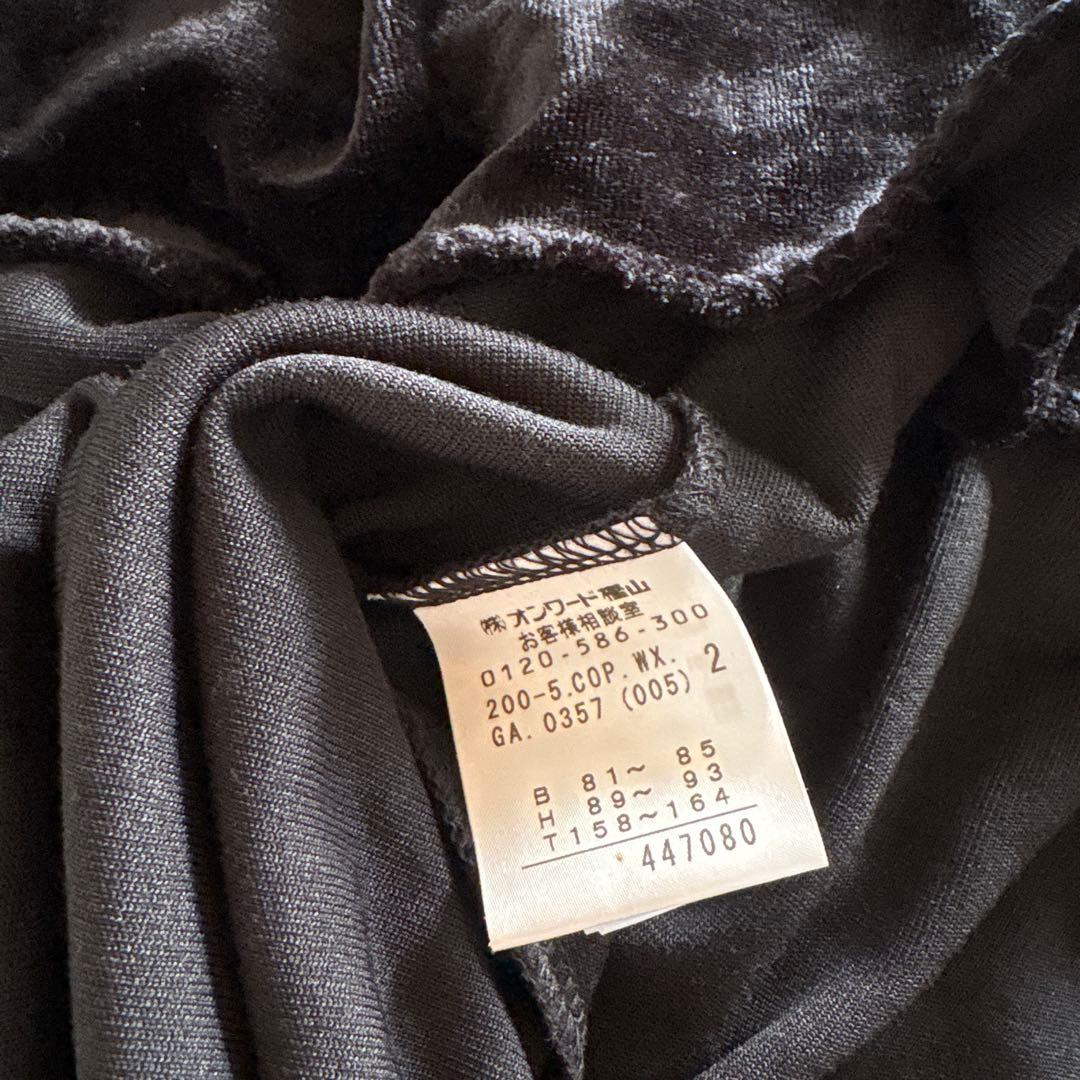 ㈱オンワード樫山
お客様相談室
0120-586-300
200-5.COP.WX. 2
GA. 0357 (005)
B 81～ 85
H 89～ 93
T158～164
447080